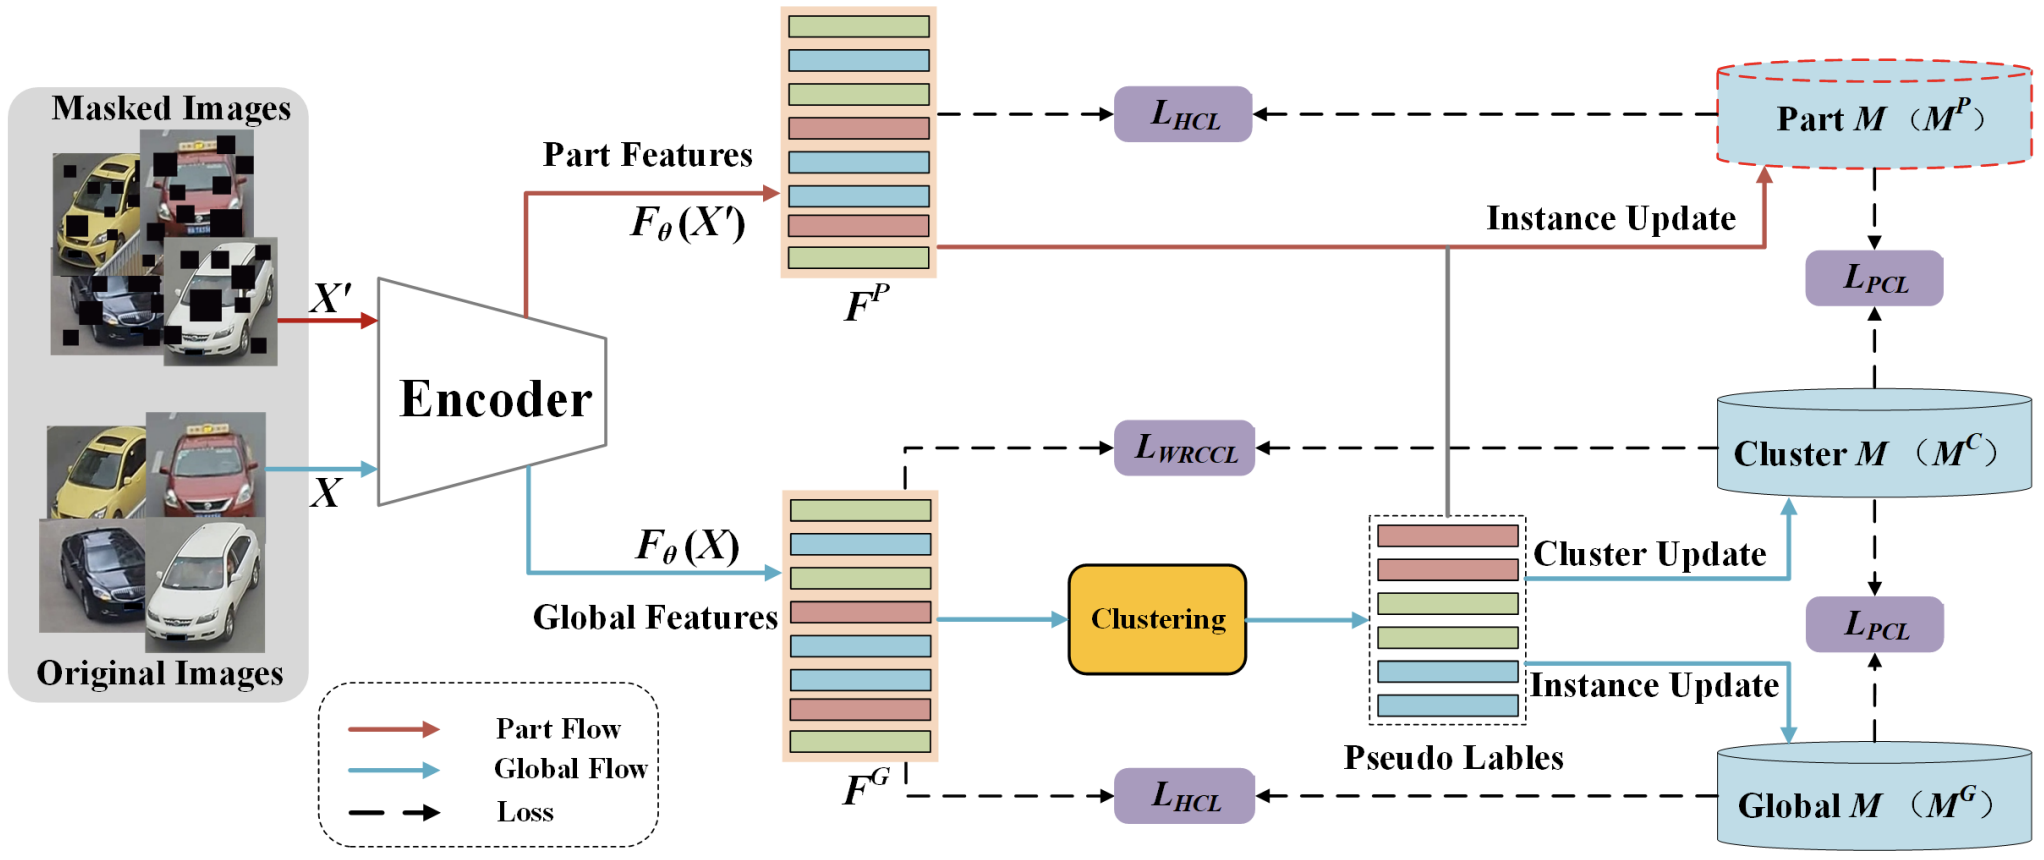 Masked Images
X'
X
Original Images
Encoder
Part Features
F_θ(X')
F^P
F_θ(X)
Global Features
F^G
L_HCL
Part M （M^P）
Instance Update
L_PCL
L_WRCCL
Cluster M （M^C）
Clustering
Cluster Update
Instance Update
L_PCL
Pseudo Lables
L_HCL
Global M （M^G）
Part Flow
Global Flow
Loss